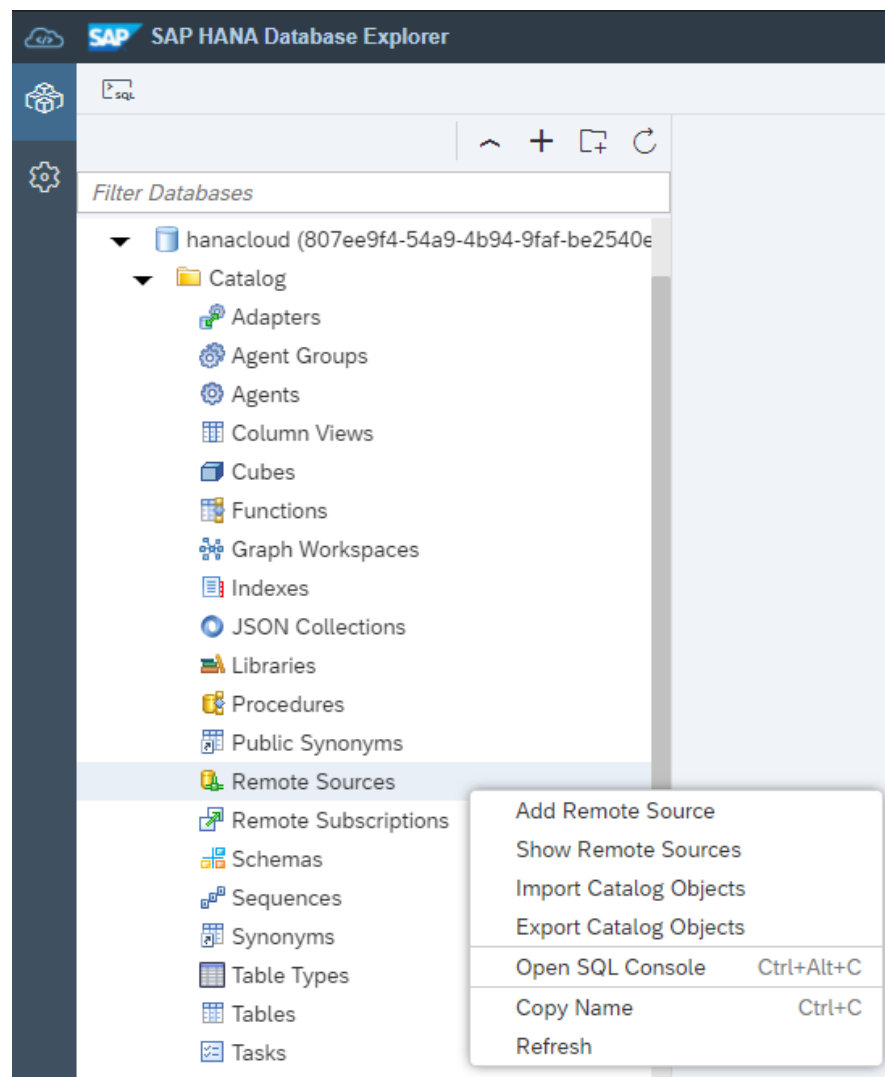 SAP SAP HANA Database Explorer
SQL
Filter Databases
hanacloud (807ee9f4-54a9-4b94-9faf-be2540e
Catalog
Adapters
Agent Groups
Agents
Column Views
Cubes
Functions
Graph Workspaces
Indexes
JSON Collections
Libraries
Procedures
Public Synonyms
Remote Sources
Remote Subscriptions
Schemas
Sequences
Synonyms
Table Types
Tables
Tasks
Add Remote Source
Show Remote Sources
Import Catalog Objects
Export Catalog Objects
Open SQL Console Ctrl+Alt+C
Copy Name Ctrl+C
Refresh